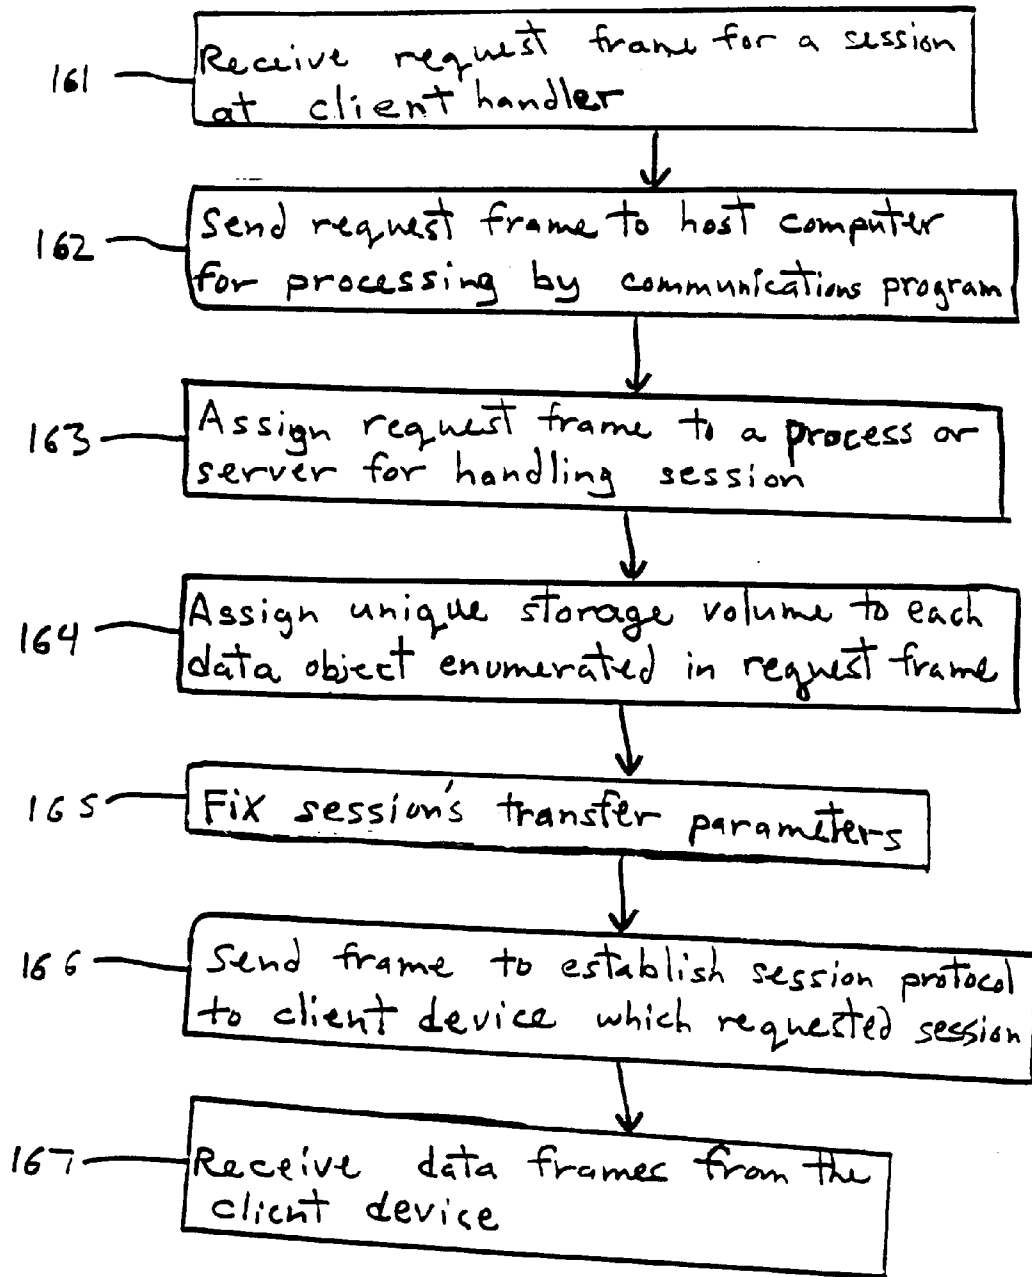 161
Receive request frame for a session
at client handler
162
Send request frame to host computer
for processing by communications program
163
Assign request frame to a process or
server for handling session
164
Assign unique storage volume to each
data object enumerated in request frame
165
Fix session's transfer parameters
166
Send frame to establish session protocol
to client device which requested session
167
Receive data frames from the
client device